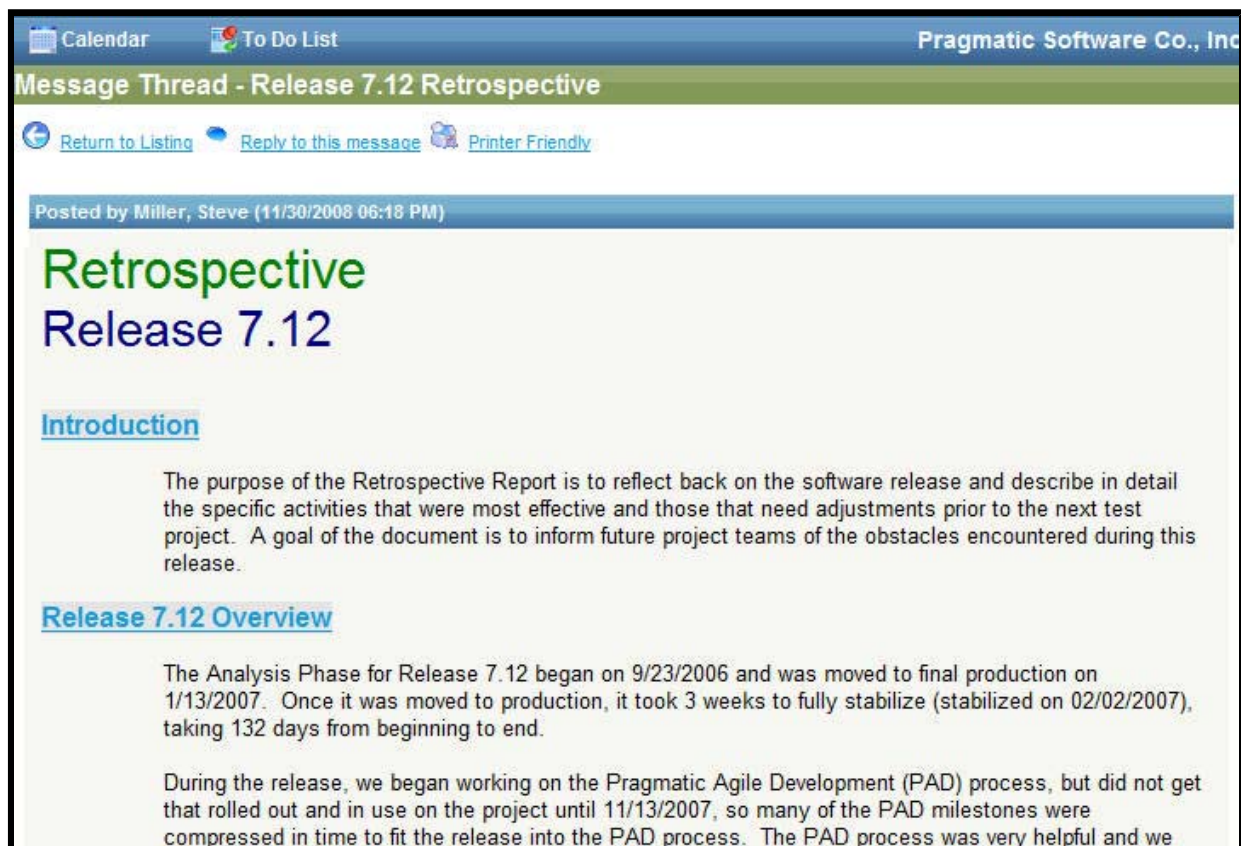 Calendar To Do List Pragmatic Software Co., Inc
Message Thread - Release 7.12 Retrospective
Return to Listing Reply to this message Printer Friendly
Posted by Miller, Steve (11/30/2008 06:18 PM)
Retrospective
Release 7.12
Introduction
The purpose of the Retrospective Report is to reflect back on the software release and describe in detail
the specific activities that were most effective and those that need adjustments prior to the next test
project. A goal of the document is to inform future project teams of the obstacles encountered during this
release.
Release 7.12 Overview
The Analysis Phase for Release 7.12 began on 9/23/2006 and was moved to final production on
1/13/2007. Once it was moved to production, it took 3 weeks to fully stabilize (stabilized on 02/02/2007),
taking 132 days from beginning to end.
During the release, we began working on the Pragmatic Agile Development (PAD) process, but did not get
that rolled out and in use on the project until 11/13/2007, so many of the PAD milestones were
compressed in time to fit the release into the PAD process. The PAD process was very helpful and we